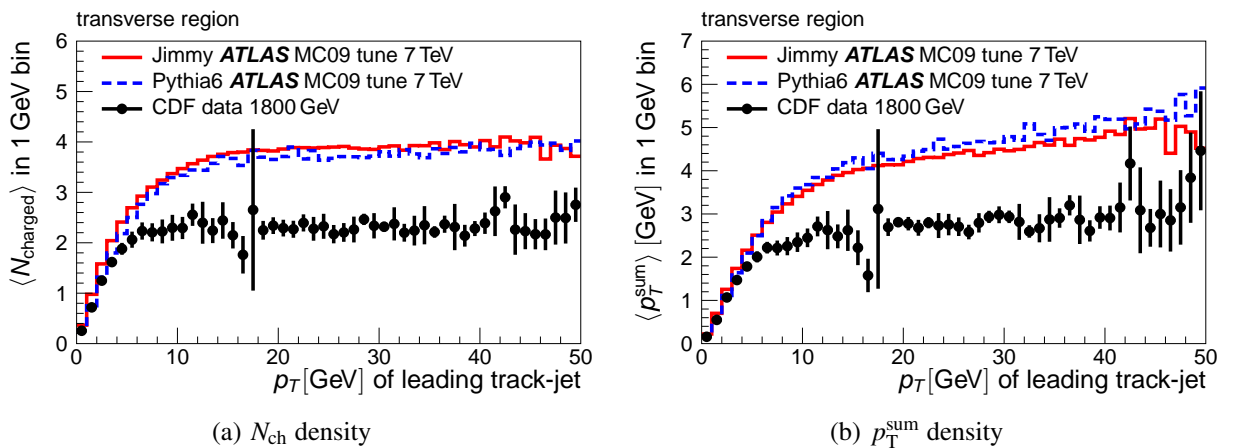 transverse region
⟨N_charged⟩ in 1 GeV bin
6
5
4
3
2
1
0
Jimmy ATLAS MC09 tune 7 TeV
Pythia6 ATLAS MC09 tune 7 TeV
CDF data 1800 GeV
0 10 20 30 40 50
p_T [GeV] of leading track-jet
(a) N_ch density
transverse region
⟨p_T^sum⟩ [GeV] in 1 GeV bin
7
6
5
4
3
2
1
0
Jimmy ATLAS MC09 tune 7 TeV
Pythia6 ATLAS MC09 tune 7 TeV
CDF data 1800 GeV
0 10 20 30 40 50
p_T [GeV] of leading track-jet
(b) p_T^sum density